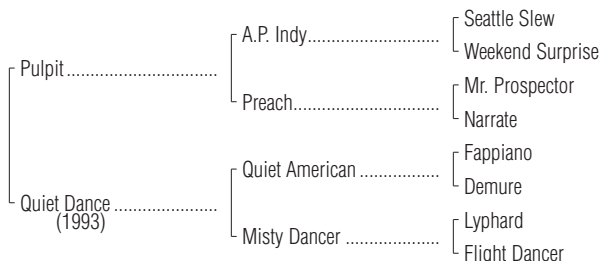 Seattle Slew
A.P. Indy........................................
Weekend Surprise
Pulpit ..............................................
Mr. Prospector
Preach............................................
Narrate
Fappiano
Quiet American ........................
Demure
Quiet Dance ................................
(1993)
Lyphard
Misty Dancer ............................
Flight Dancer